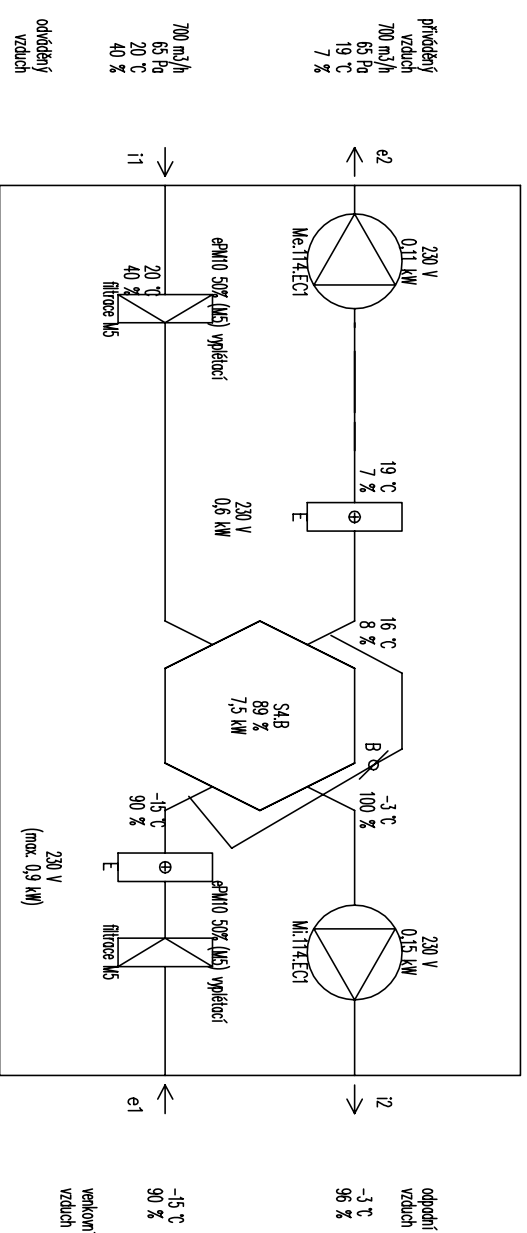 přiváděný
vzduch
700 m3/h
65 Pa
19 °C
7 %
e2
230 V
0,11 kW
Me.114.EC1
19 °C
7 %
E
230 V
0,6 kW
16 °C
8 %
B
-3 °C
100 %
230 V
0,15 kW
Mi.114.EC1
i2
odpadní
vzduch
-3 °C
96 %
S4.B
89 %
7,5 kW
700 m3/h
65 Pa
20 °C
40 %
odváděný
vzduch
i1
ePM10 50% (M5) vyplétací
20 °C
40 %
filtrace M5
-15 °C
90 %
E
230 V
(max. 0,9 kW)
ePM10 50% (M5) vyplétací
filtrace M5
e1
-15 °C
90 %
venkovní
vzduch